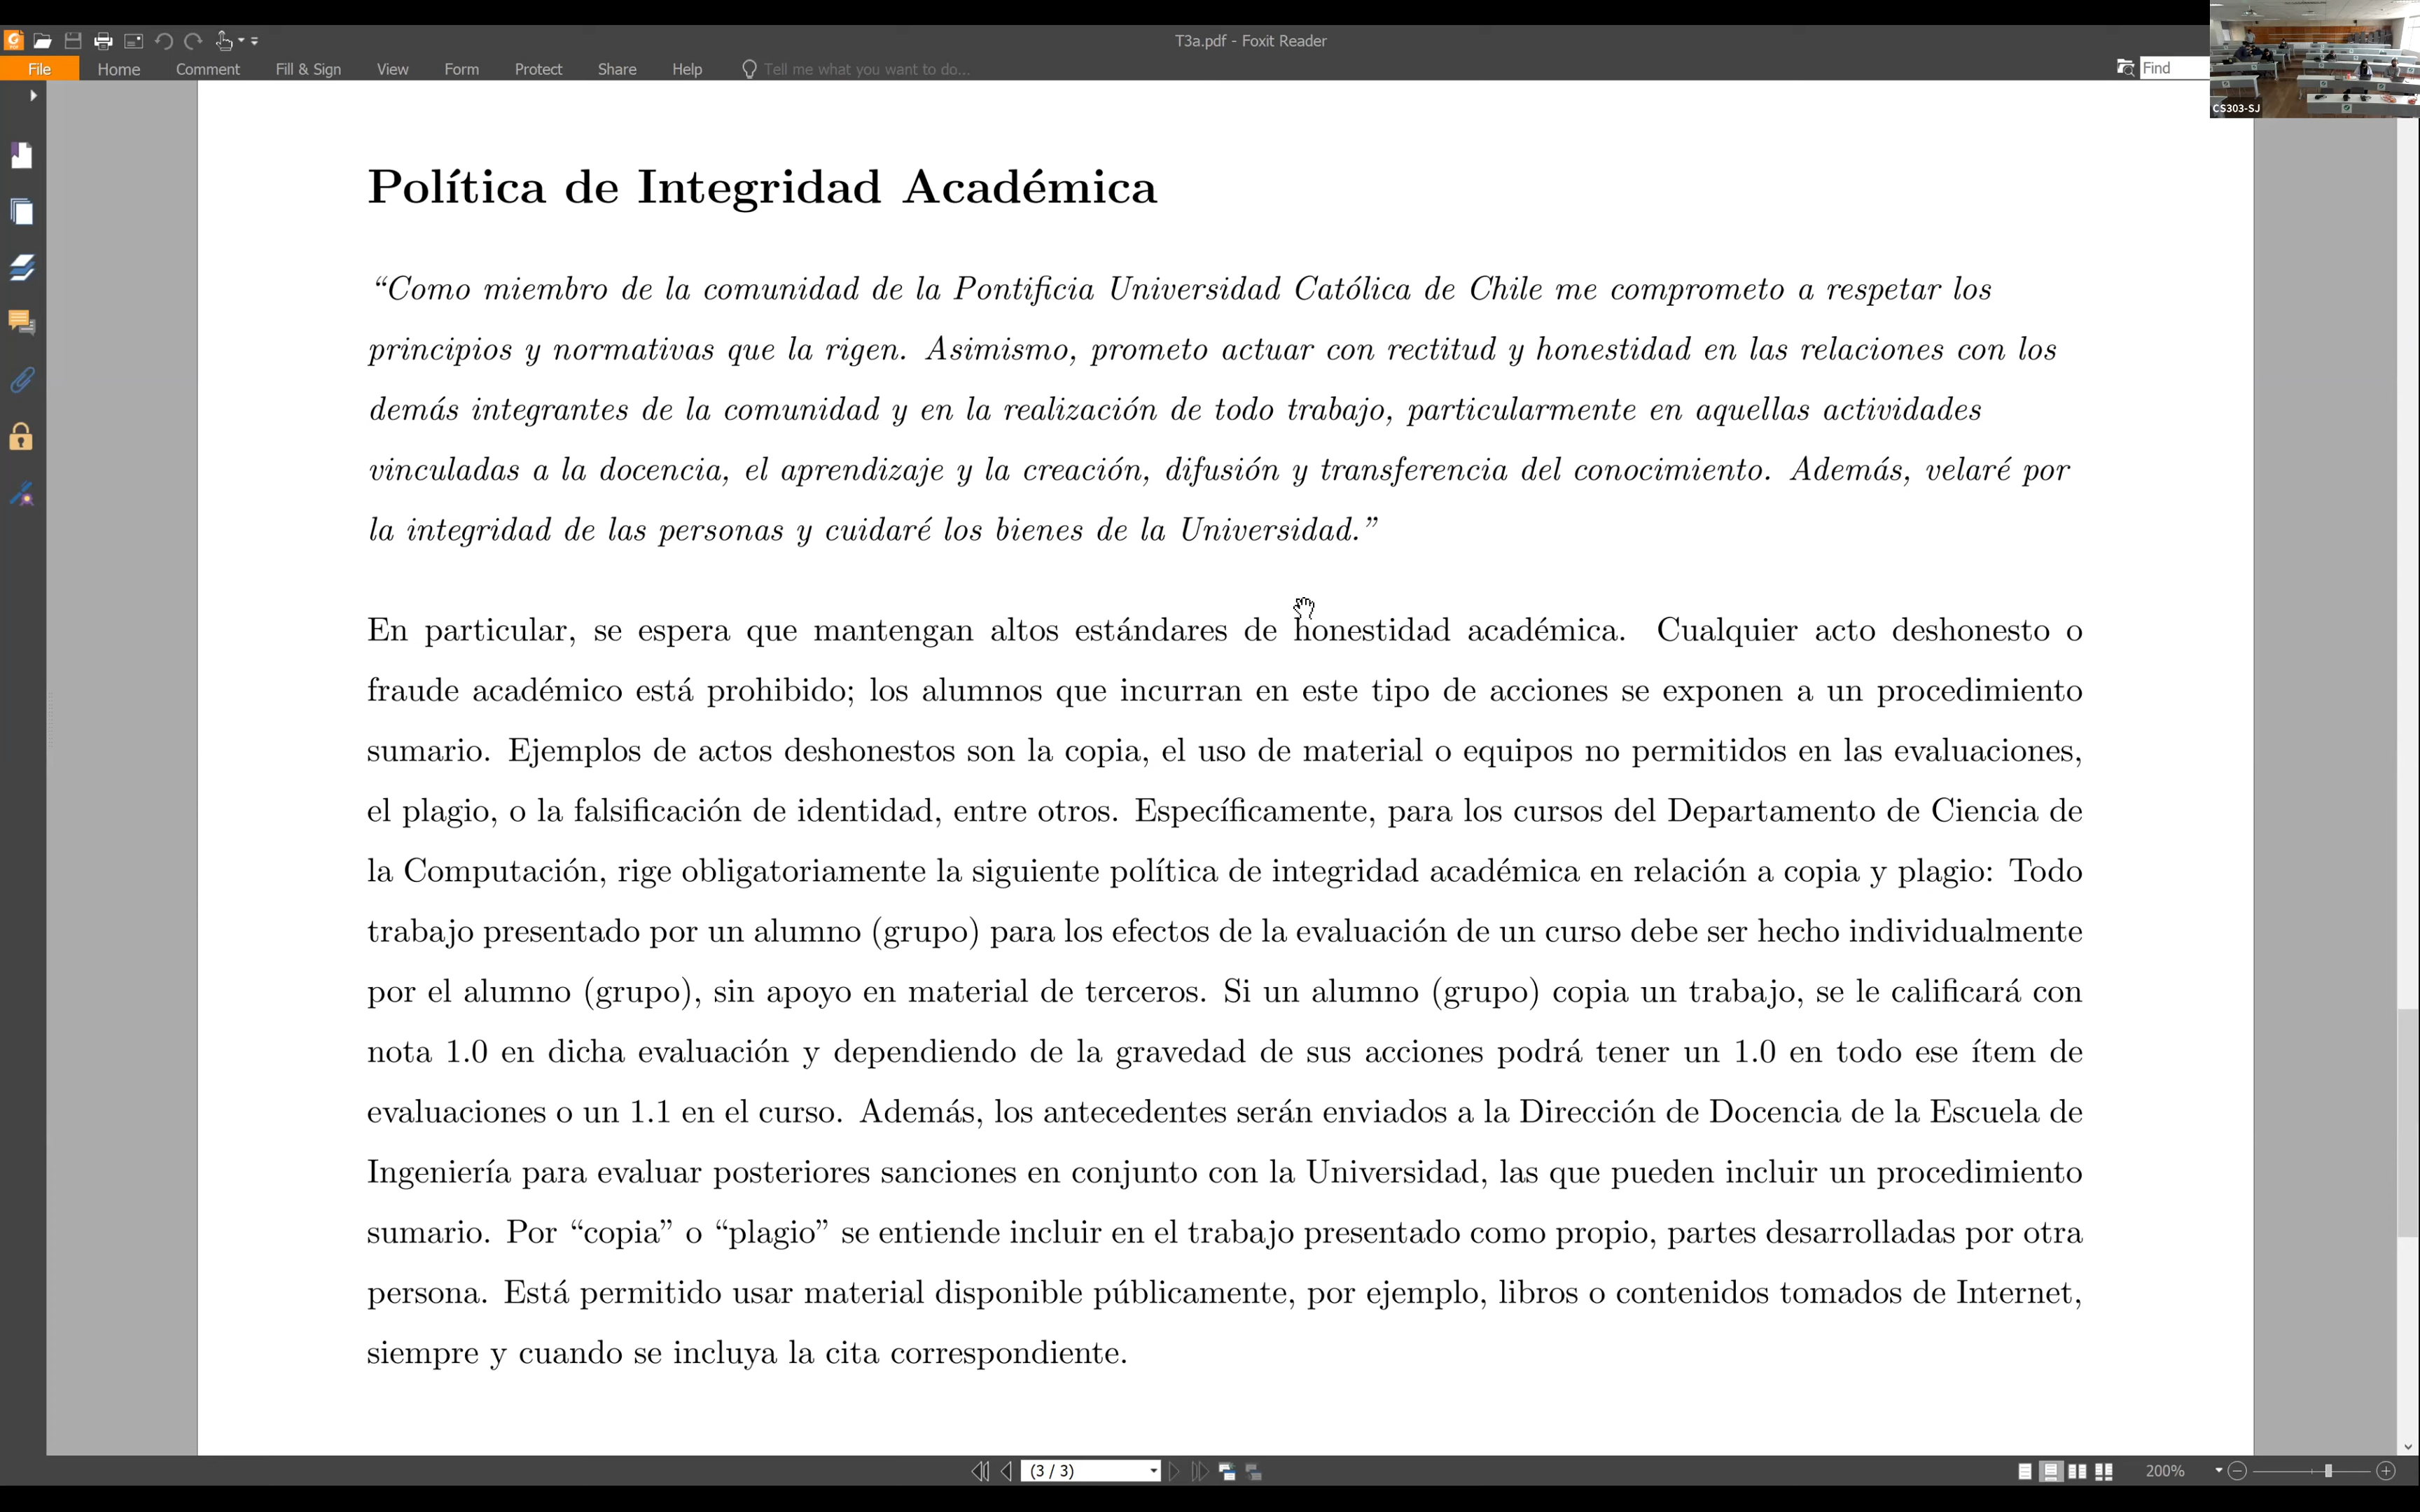 T3a.pdf - Foxit Reader
File Home Comment Fill & Sign View Form Protect Share Help Tell me what you want to do...
Find
CS303-SJ
Política de Integridad Académica
“Como miembro de la comunidad de la Pontificia Universidad Católica de Chile me comprometo a respetar los
principios y normativas que la rigen. Asimismo, prometo actuar con rectitud y honestidad en las relaciones con los
demás integrantes de la comunidad y en la realización de todo trabajo, particularmente en aquellas actividades
vinculadas a la docencia, el aprendizaje y la creación, difusión y transferencia del conocimiento. Además, velaré por
la integridad de las personas y cuidaré los bienes de la Universidad.”
En particular, se espera que mantengan altos estándares de honestidad académica. Cualquier acto deshonesto o
fraude académico está prohibido; los alumnos que incurran en este tipo de acciones se exponen a un procedimiento
sumario. Ejemplos de actos deshonestos son la copia, el uso de material o equipos no permitidos en las evaluaciones,
el plagio, o la falsificación de identidad, entre otros. Específicamente, para los cursos del Departamento de Ciencia de
la Computación, rige obligatoriamente la siguiente política de integridad académica en relación a copia y plagio: Todo
trabajo presentado por un alumno (grupo) para los efectos de la evaluación de un curso debe ser hecho individualmente
por el alumno (grupo), sin apoyo en material de terceros. Si un alumno (grupo) copia un trabajo, se le calificará con
nota 1.0 en dicha evaluación y dependiendo de la gravedad de sus acciones podrá tener un 1.0 en todo ese ítem de
evaluaciones o un 1.1 en el curso. Además, los antecedentes serán enviados a la Dirección de Docencia de la Escuela de
Ingeniería para evaluar posteriores sanciones en conjunto con la Universidad, las que pueden incluir un procedimiento
sumario. Por “copia” o “plagio” se entiende incluir en el trabajo presentado como propio, partes desarrolladas por otra
persona. Está permitido usar material disponible públicamente, por ejemplo, libros o contenidos tomados de Internet,
siempre y cuando se incluya la cita correspondiente.
(3 / 3)
200%